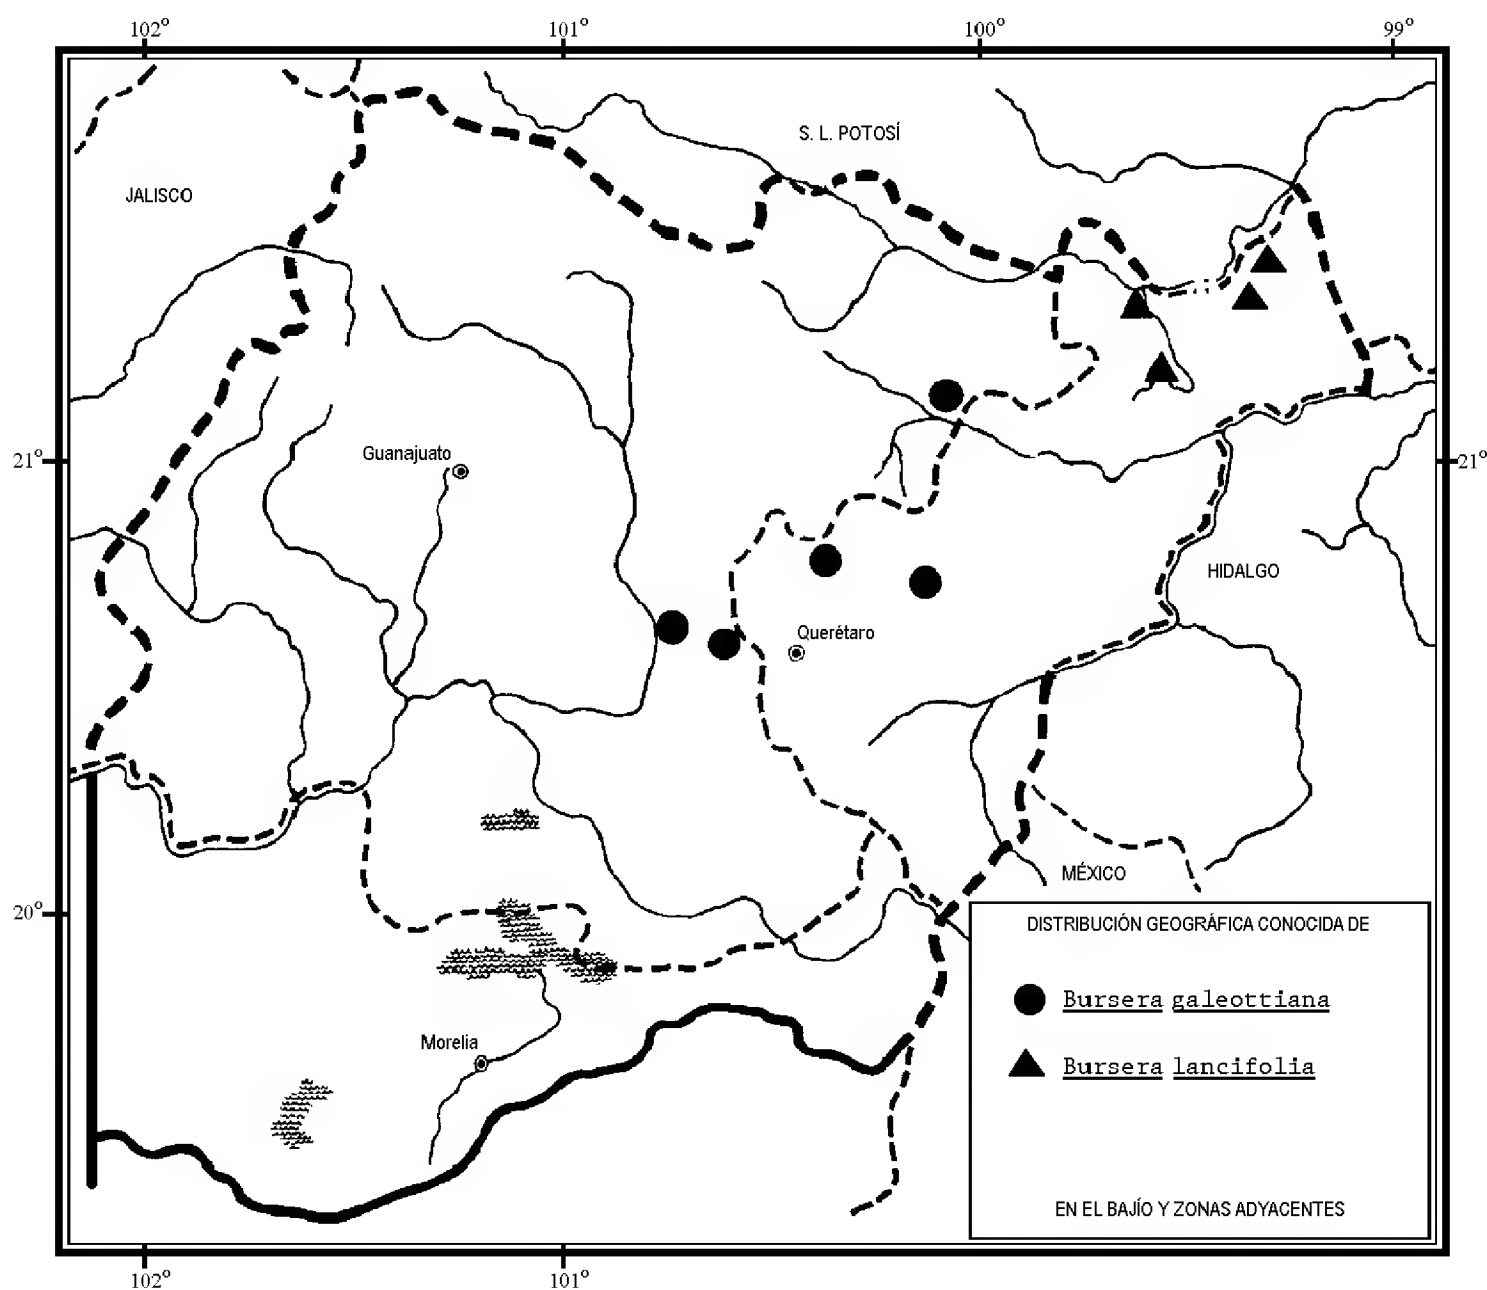 102° 101° 100° 99°
S. L. POTOSÍ
JALISCO
Guanajuato
21° 21°
HIDALGO
Querétaro
MÉXICO
20°
DISTRIBUCIÓN GEOGRÁFICA CONOCIDA DE
Bursera galeottiana
Morelia
Bursera lancifolia
EN EL BAJÍO Y ZONAS ADYACENTES
102° 101°